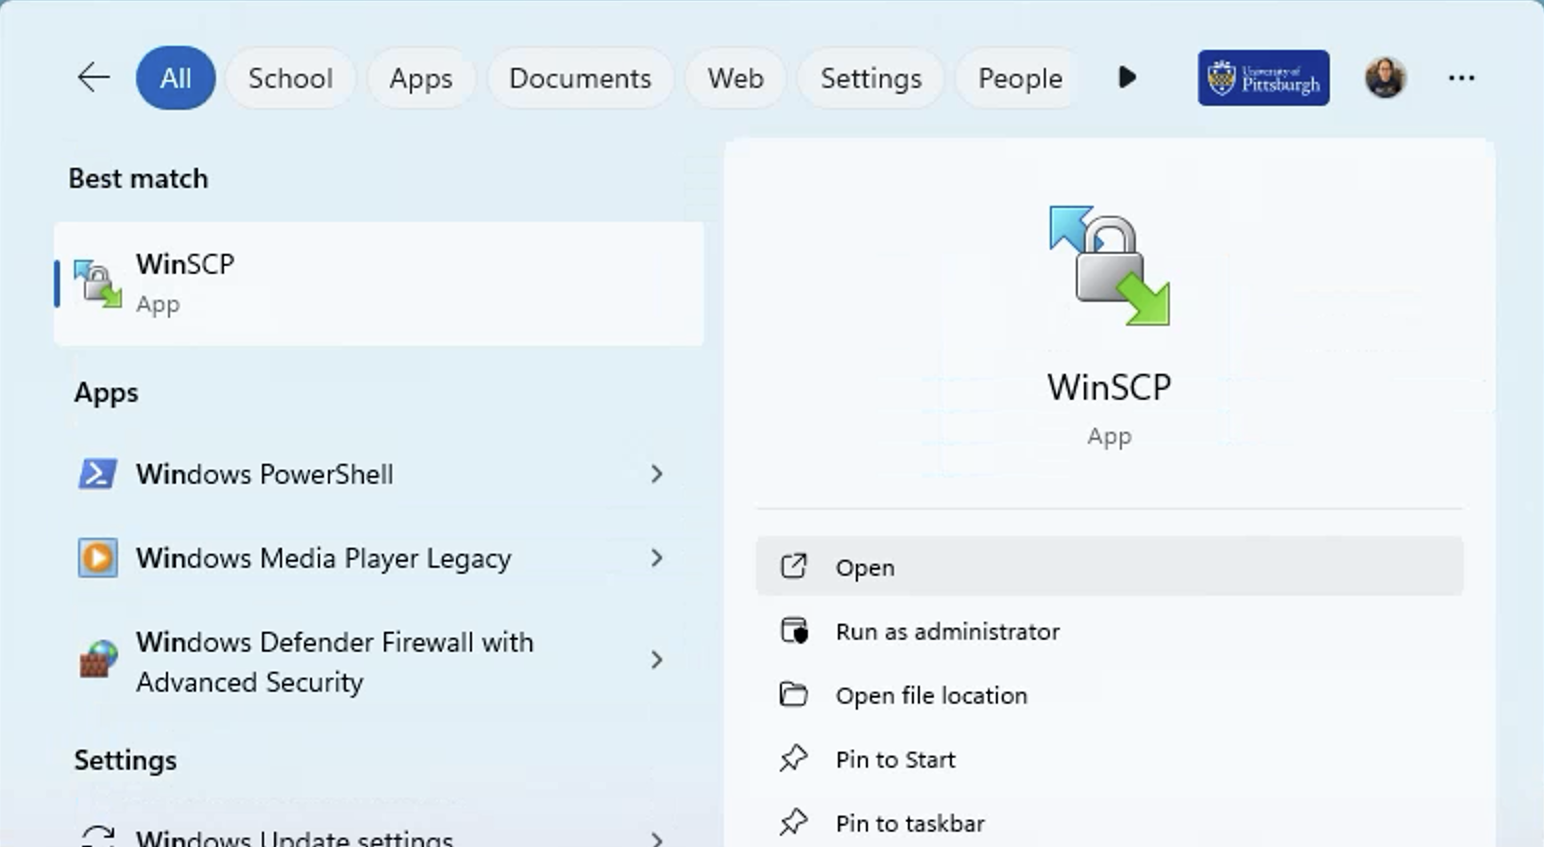 All School Apps Documents Web Settings People
University of
Pittsburgh
Best match
WinSCP
App
Apps
Windows PowerShell
Windows Media Player Legacy
Windows Defender Firewall with
Advanced Security
Settings
Windows Update settings
WinSCP
App
Open
Run as administrator
Open file location
Pin to Start
Pin to taskbar